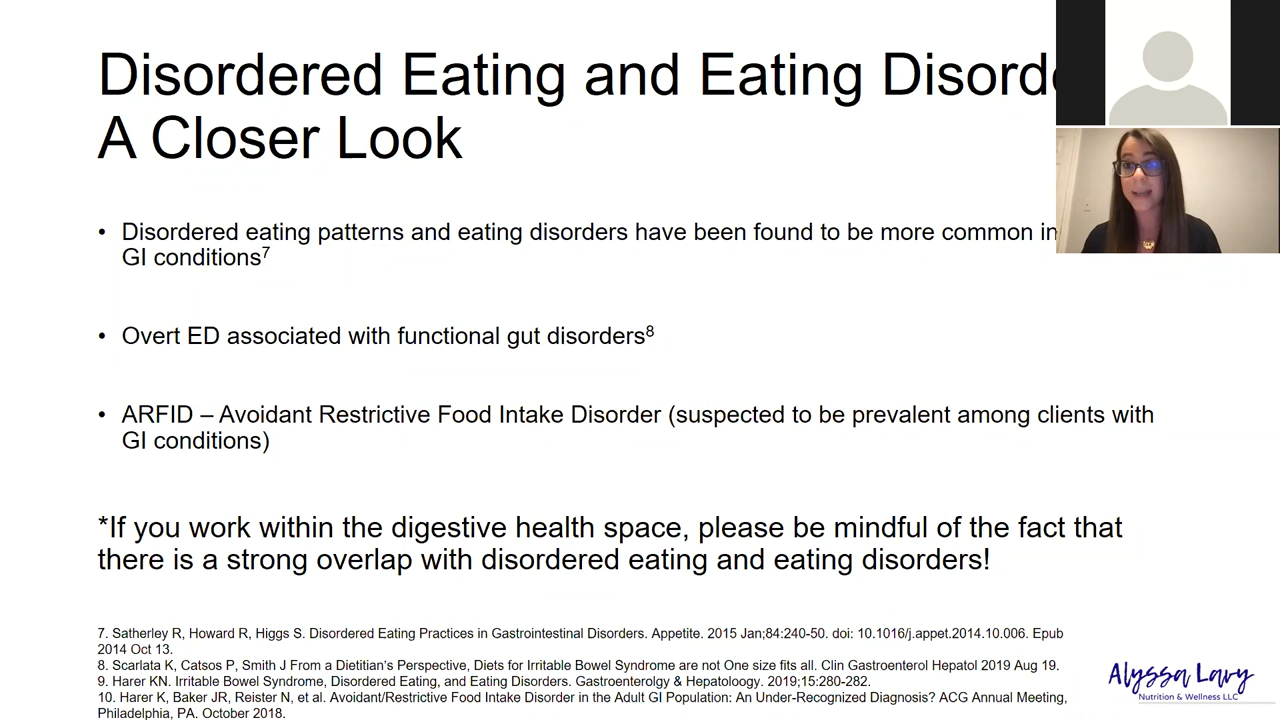 Disordered Eating and Eating Disord
A Closer Look
• Disordered eating patterns and eating disorders have been found to be more common in
GI conditions7
• Overt ED associated with functional gut disorders8
• ARFID – Avoidant Restrictive Food Intake Disorder (suspected to be prevalent among clients with
GI conditions)
*If you work within the digestive health space, please be mindful of the fact that
there is a strong overlap with disordered eating and eating disorders!
7. Satherley R, Howard R, Higgs S. Disordered Eating Practices in Gastrointestinal Disorders. Appetite. 2015 Jan;84:240-50. doi: 10.1016/j.appet.2014.10.006. Epub
2014 Oct 13.
8. Scarlata K, Catsos P, Smith J From a Dietitian’s Perspective, Diets for Irritable Bowel Syndrome are not One size fits all. Clin Gastroenterol Hepatol 2019 Aug 19.
9. Harer KN. Irritable Bowel Syndrome, Disordered Eating, and Eating Disorders. Gastroenterolgy & Hepatoloogy. 2019;15:280-282.
10. Harer K, Baker JR, Reister N, et al. Avoidant/Restrictive Food Intake Disorder in the Adult GI Population: An Under-Recognized Diagnosis? ACG Annual Meeting,
Philadelphia, PA. October 2018.
Alyssa Lavy
Nutrition & Wellness LLC